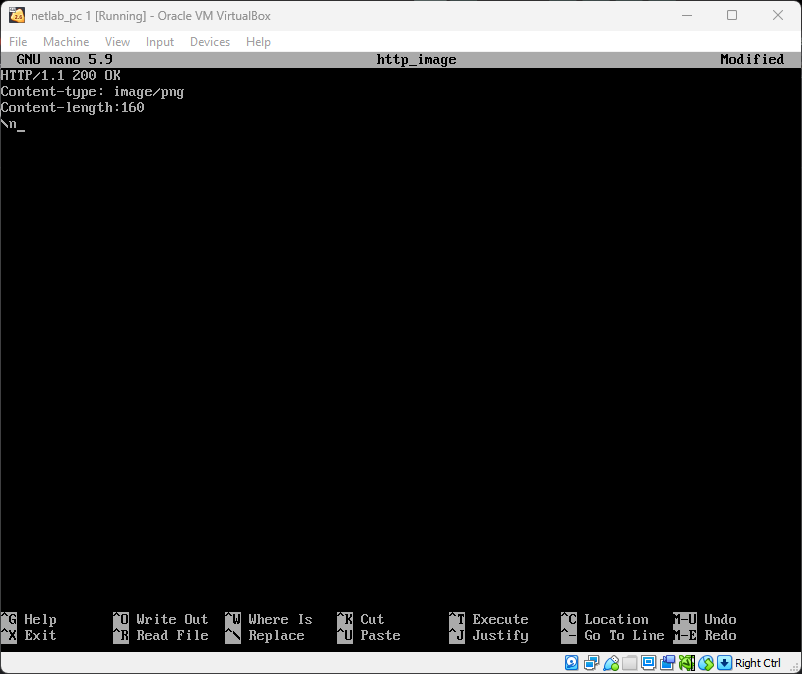 netlab_pc 1 [Running] - Oracle VM VirtualBox
File Machine View Input Devices Help
GNU nano 5.9 http_image Modified
HTTP/1.1 200 OK
Content-type: image/png
Content-length:160
\n_
^G Help ^O Write Out ^W Where Is ^K Cut ^T Execute ^C Location M-U Undo
^X Exit ^R Read File ^\ Replace ^U Paste ^J Justify ^- Go To Line M-E Redo
Right Ctrl